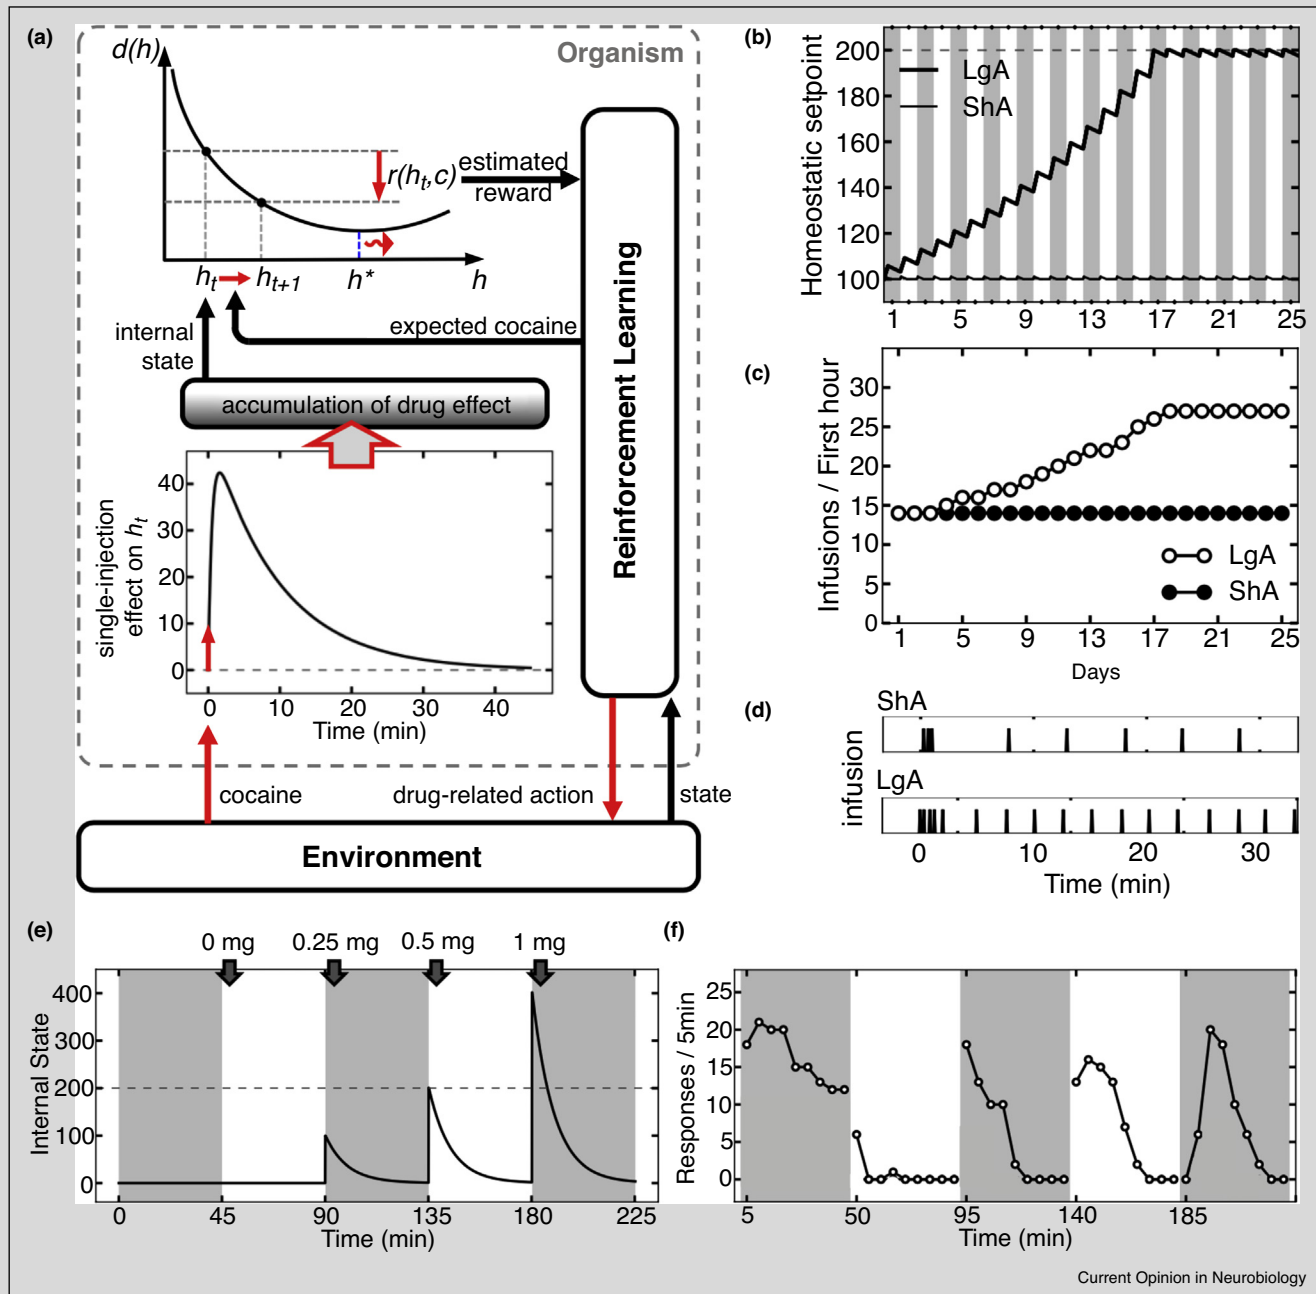 (a)
Organism
d(h)
r(ht,c)
estimated
reward
ht
ht+1
h*
h
internal
state
expected cocaine
accumulation of drug effect
Reinforcement Learning
single-injection
effect on ht
40
30
20
10
0
0 10 20 30 40
Time (min)
cocaine
drug-related action
state
Environment
(b)
Homeostatic setpoint
200
180
160
140
120
100
LgA
ShA
1 5 9 13 17 21 25
(c)
Infusions / First hour
30
25
20
15
10
5
0
LgA
ShA
1 5 9 13 17 21 25
Days
(d)
ShA
LgA
infusion
0 10 20 30
Time (min)
(e)
0 mg 0.25 mg 0.5 mg 1 mg
Internal State
400
300
200
100
0
0 45 90 135 180 225
Time (min)
(f)
Responses / 5min
25
20
15
10
5
0
5 50 95 140 185
Time (min)
Current Opinion in Neurobiology